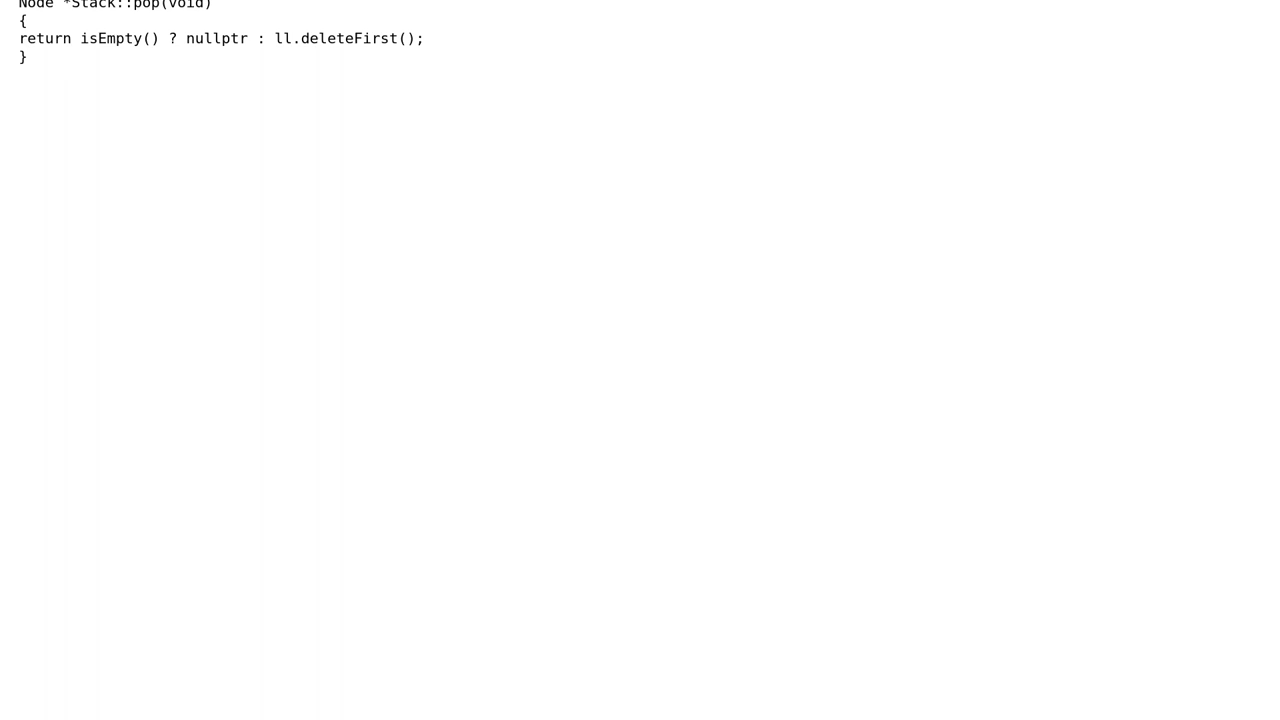 Node *Stack::pop(void)
{
return isEmpty() ? nullptr : ll.deleteFirst();
}